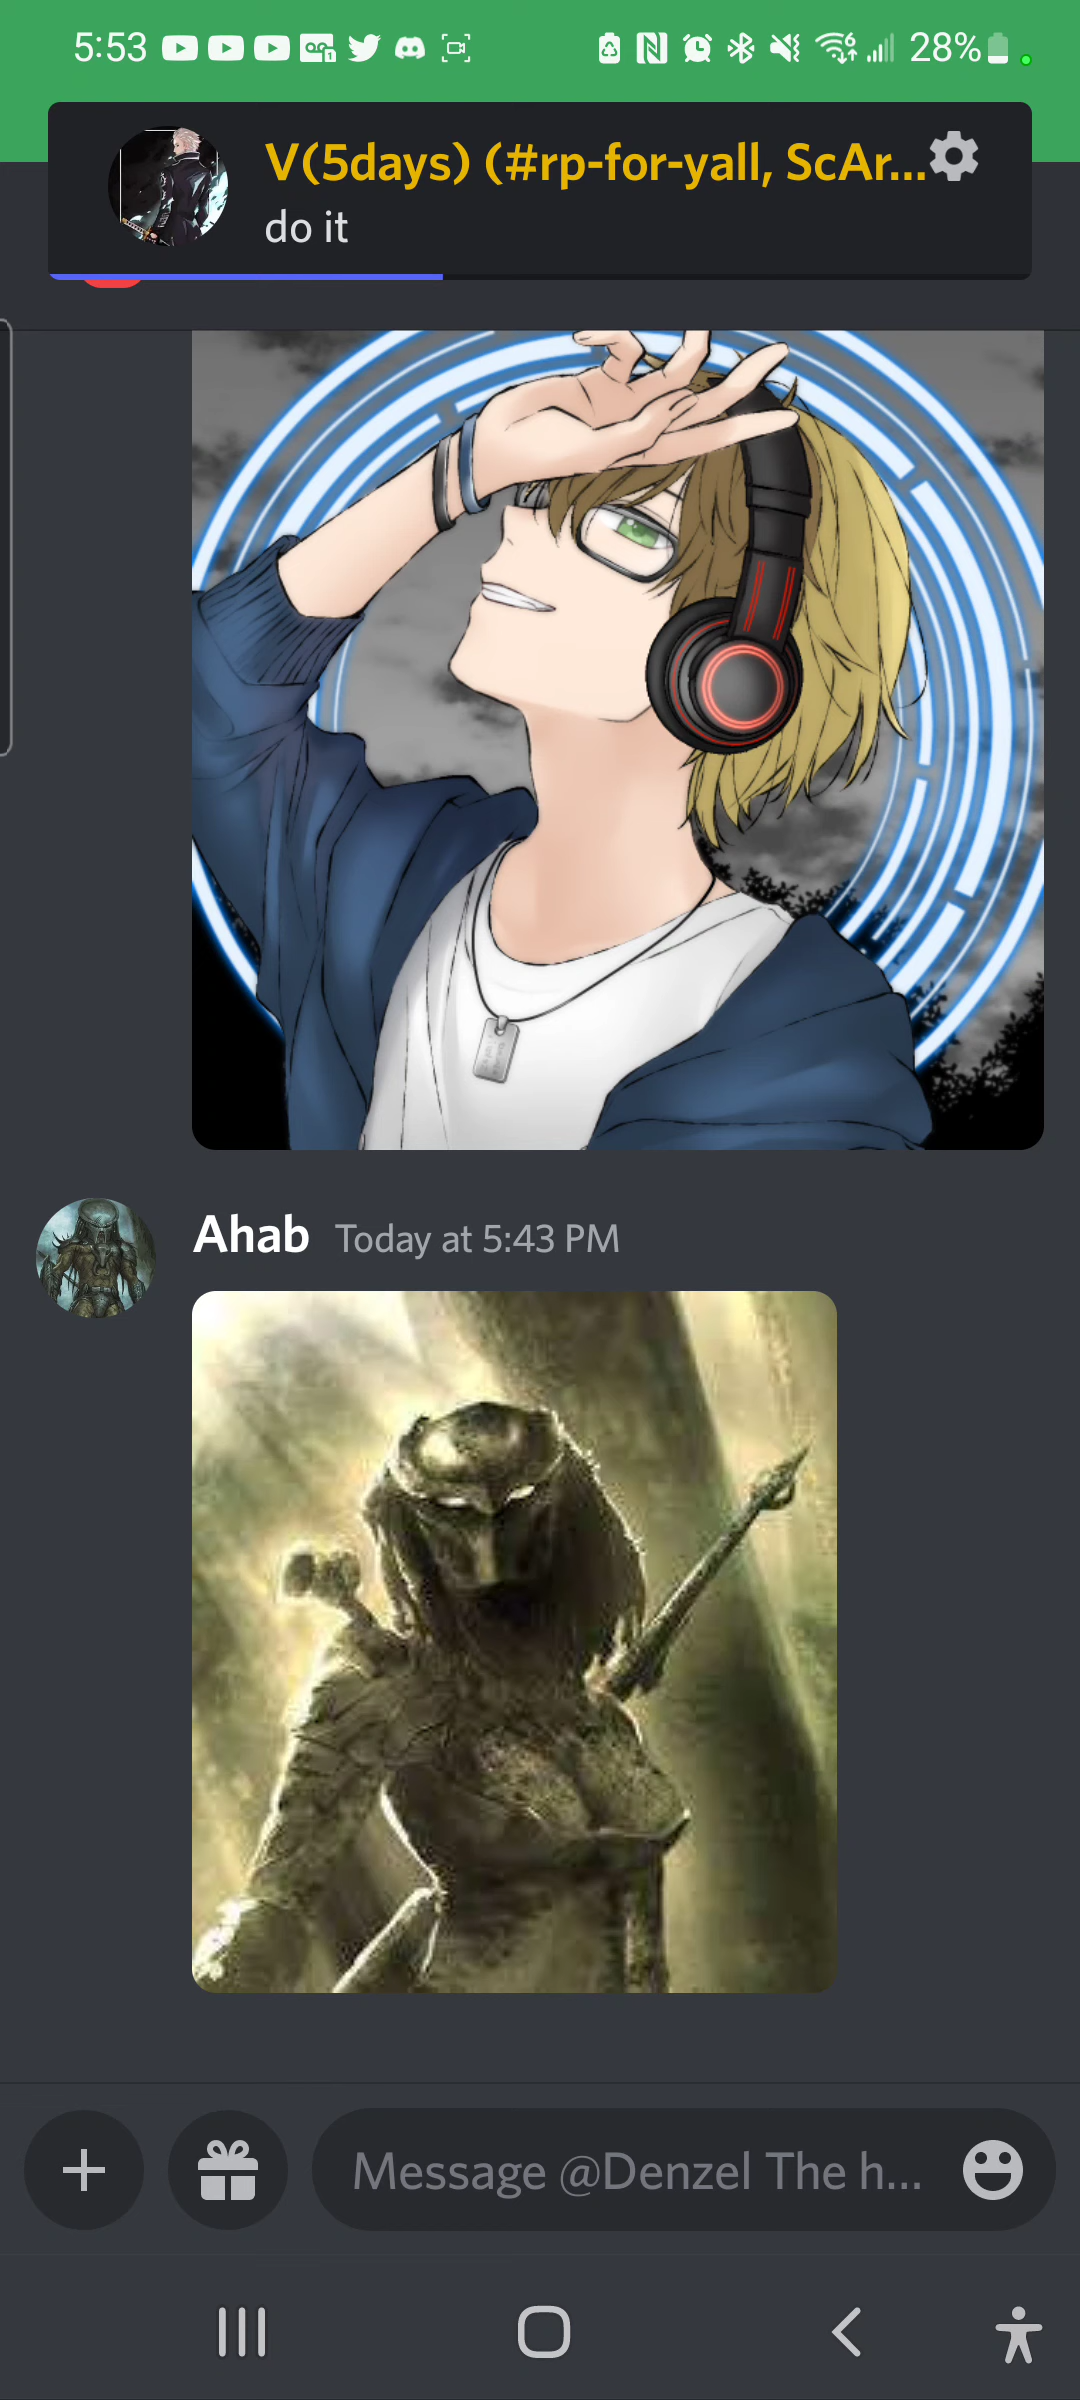 5:53
28%
V(5days) (#rp-for-yall, ScAr...
do it
Ahab Today at 5:43 PM
Message @Denzel The h...